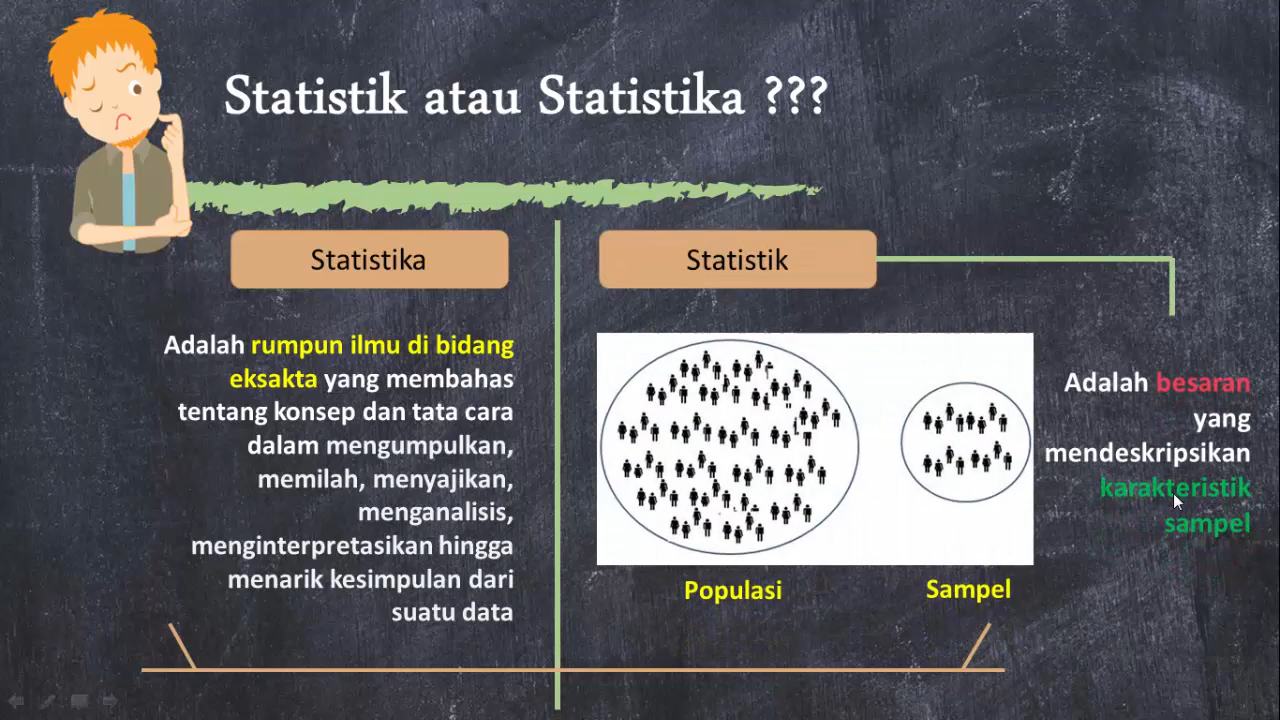 Statistik atau Statistika ???
Statistika
Adalah rumpun ilmu di bidang
eksakta yang membahas
tentang konsep dan tata cara
dalam mengumpulkan,
memilah, menyajikan,
menganalisis,
menginterpretasikan hingga
menarik kesimpulan dari
suatu data
Statistik
Populasi
Sampel
Adalah besaran
yang
mendeskripsikan
karakteristik
sampel